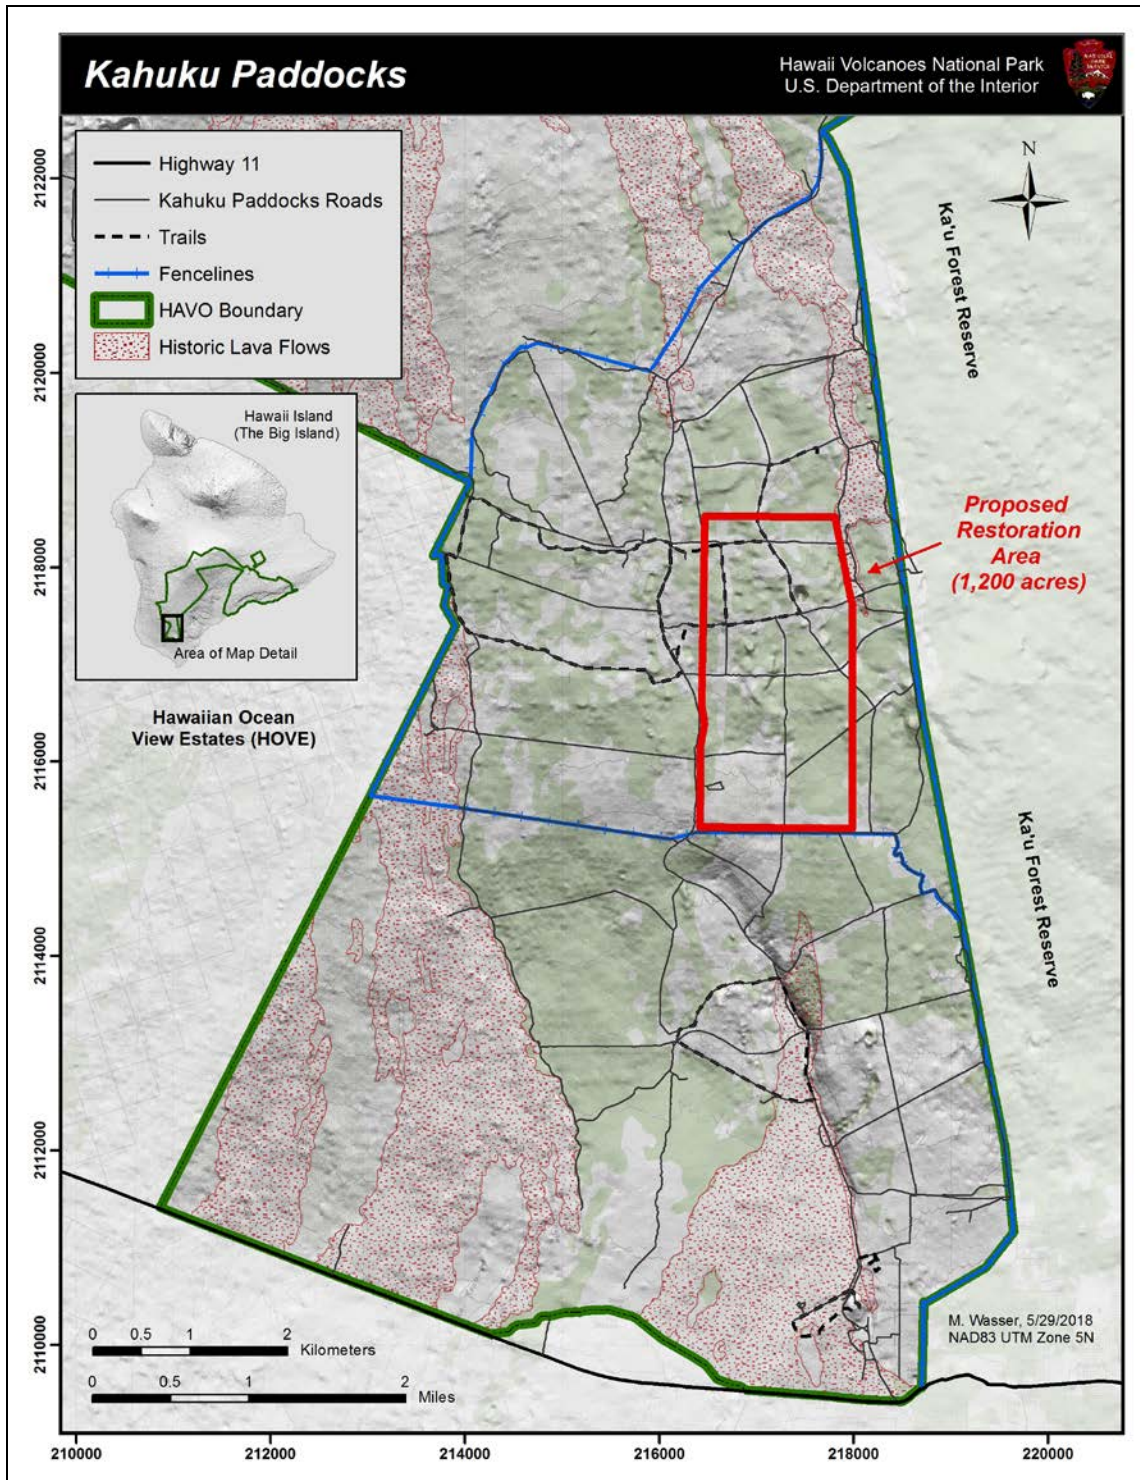 Kahuku Paddocks
Hawaii Volcanoes National Park
U.S. Department of the Interior
Highway 11
Kahuku Paddocks Roads
Trails
Fencelines
HAVO Boundary
Historic Lava Flows
N
Ka'u Forest Reserve
Hawaii Island
(The Big Island)
Area of Map Detail
Proposed
Restoration
Area
(1,200 acres)
Hawaiian Ocean
View Estates (HOVE)
Ka'u Forest Reserve
M. Wasser, 5/29/2018
NAD83 UTM Zone 5N
0 0.5 1 2
Kilometers
0 0.5 1 2
Miles
2122000
2120000
2118000
2116000
2114000
2112000
2110000
210000 212000 214000 216000 218000 220000